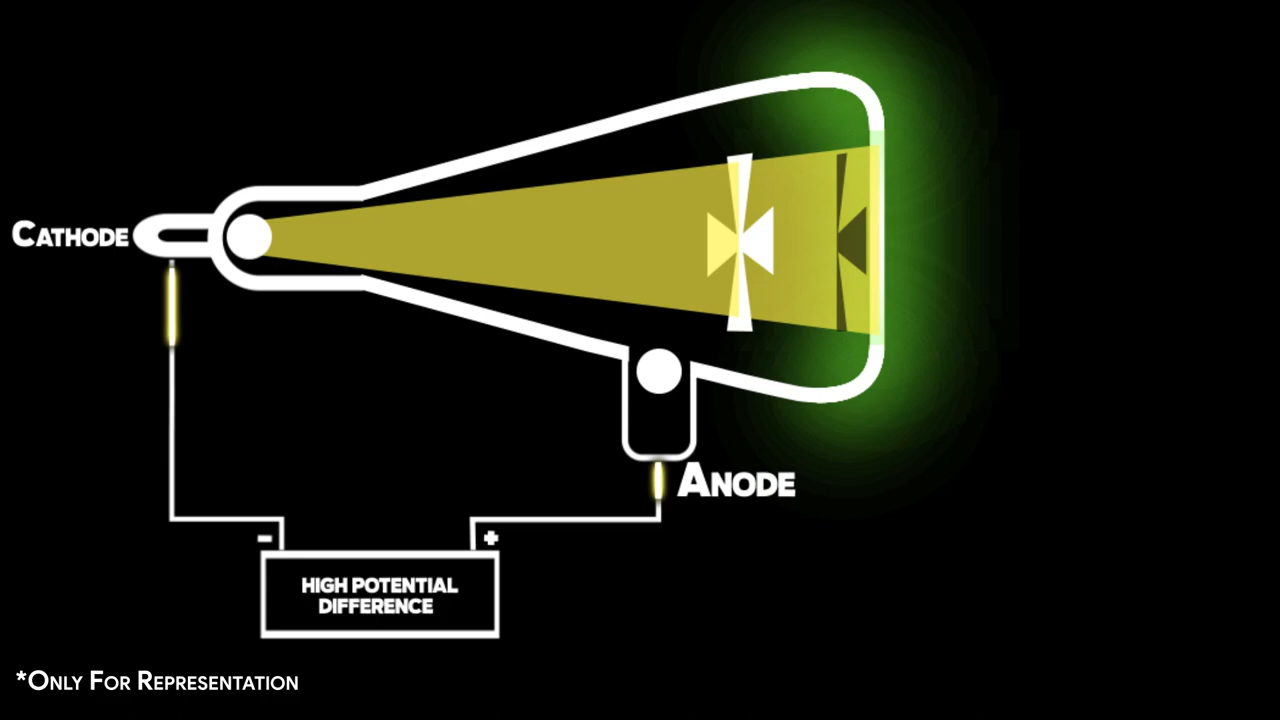 Cathode
Anode
-
+
HIGH POTENTIAL
DIFFERENCE
*Only For Representation